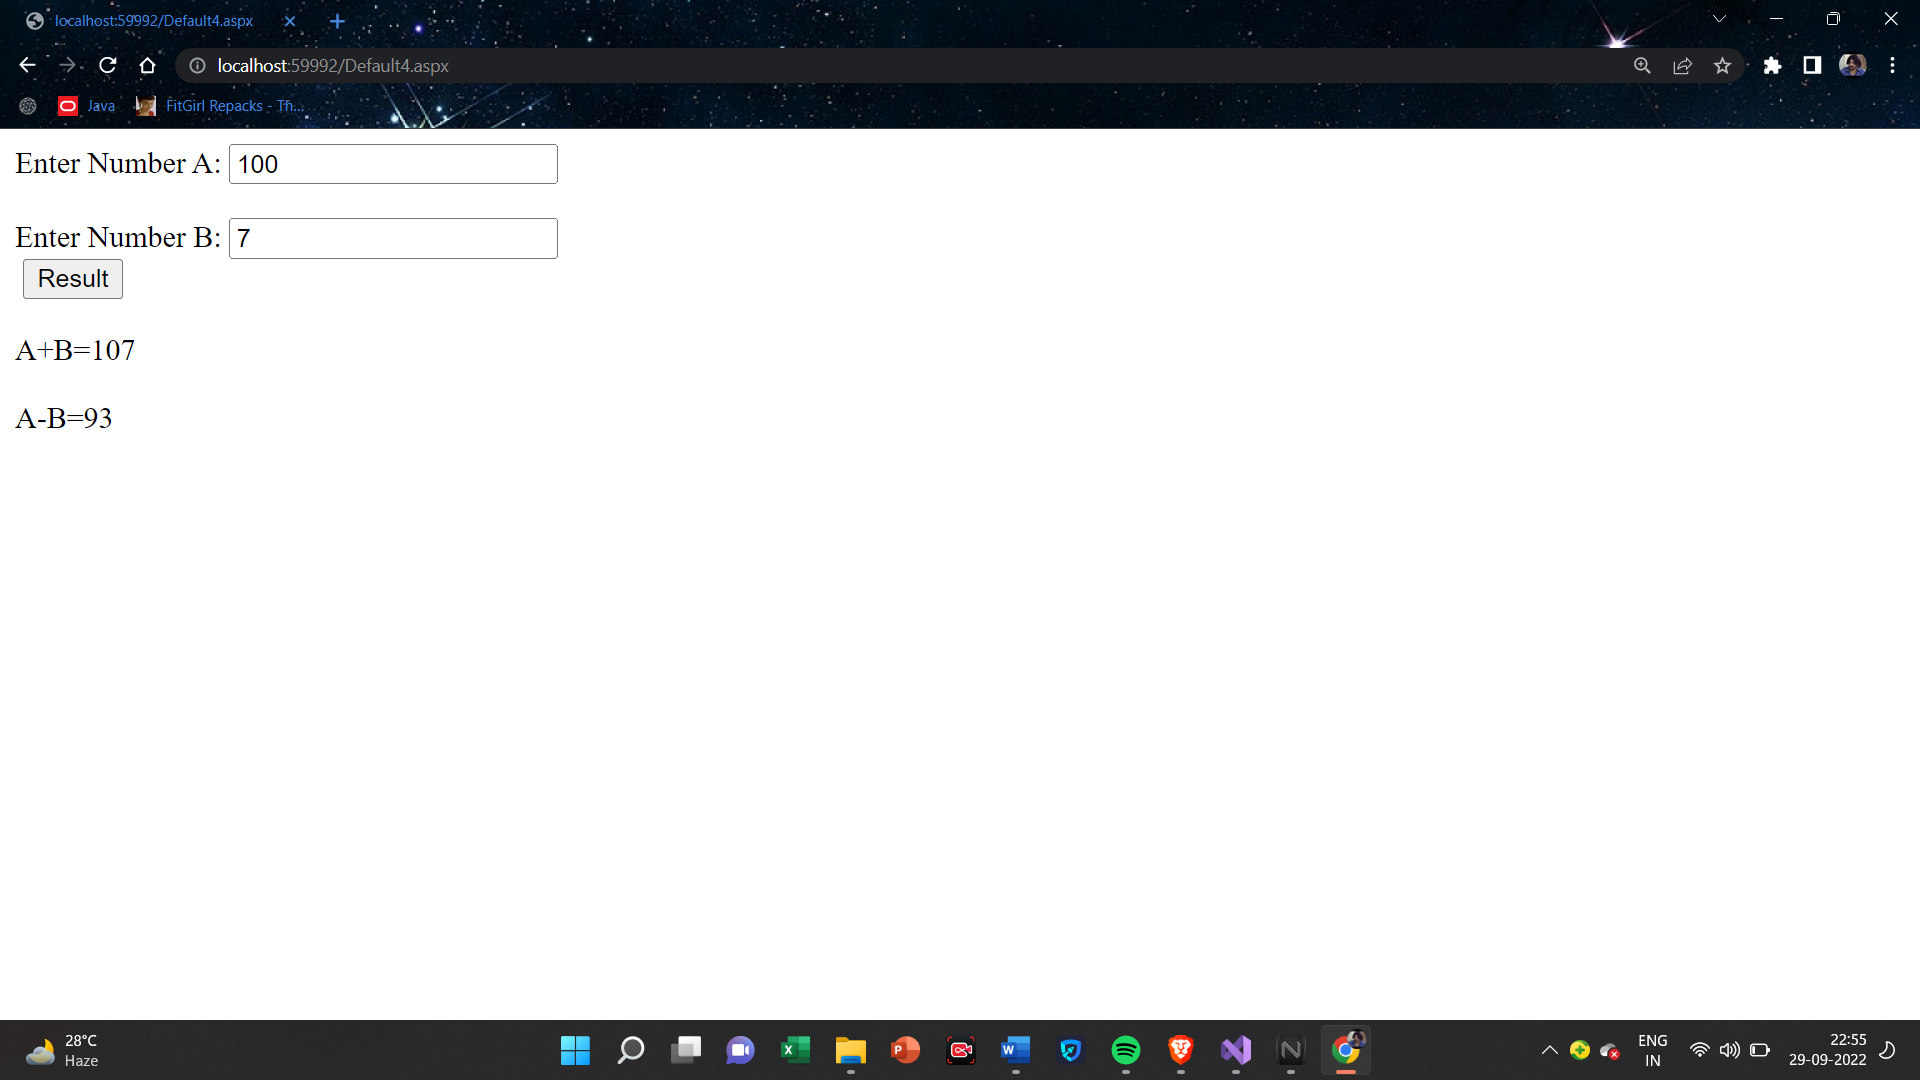 localhost:59992/Default4.aspx
localhost:59992/Default4.aspx
Java
FitGirl Repacks - Th...
Enter Number A: 100
Enter Number B: 7
Result
A+B=107
A-B=93
28°C
Haze
ENG
IN
22:55
29-09-2022